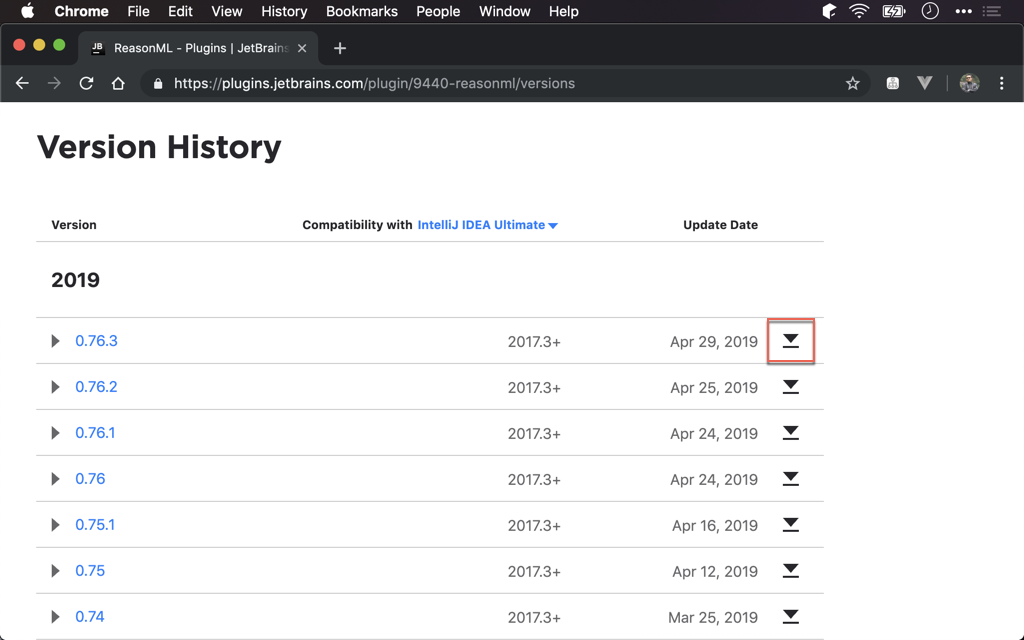 Chrome File Edit View History Bookmarks People Window Help
JB ReasonML - Plugins | JetBrains
https://plugins.jetbrains.com/plugin/9440-reasonml/versions
Version History
Version Compatibility with IntelliJ IDEA Ultimate Update Date
2019
0.76.3 2017.3+ Apr 29, 2019
0.76.2 2017.3+ Apr 25, 2019
0.76.1 2017.3+ Apr 24, 2019
0.76 2017.3+ Apr 24, 2019
0.75.1 2017.3+ Apr 16, 2019
0.75 2017.3+ Apr 12, 2019
0.74 2017.3+ Mar 25, 2019